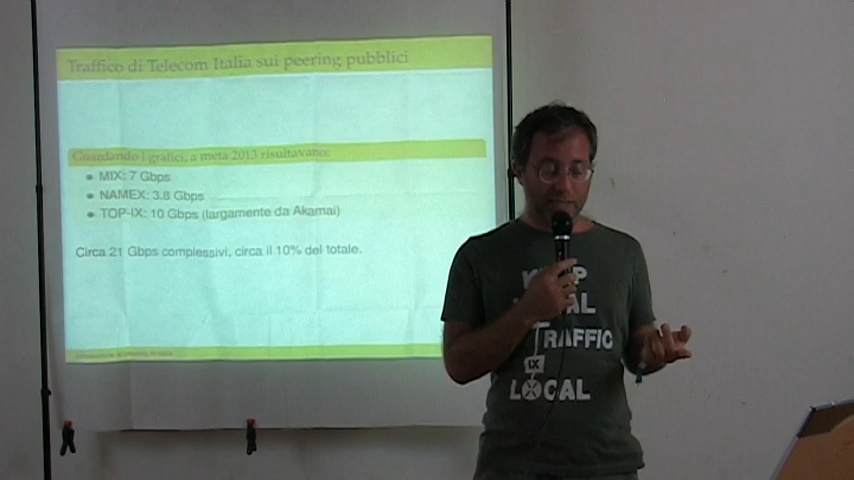 Traffico di Telecom Italia sui peering pubblici
Guardando i grafici, a metà 2013 risultavano:
MIX: 7 Gbps
NAMEX: 3.8 Gbps
TOP-IX: 10 Gbps (largamente da Akamai)
Circa 21 Gbps complessivi, circa il 10% del totale.
TRAFFIC
IX
LOCAL